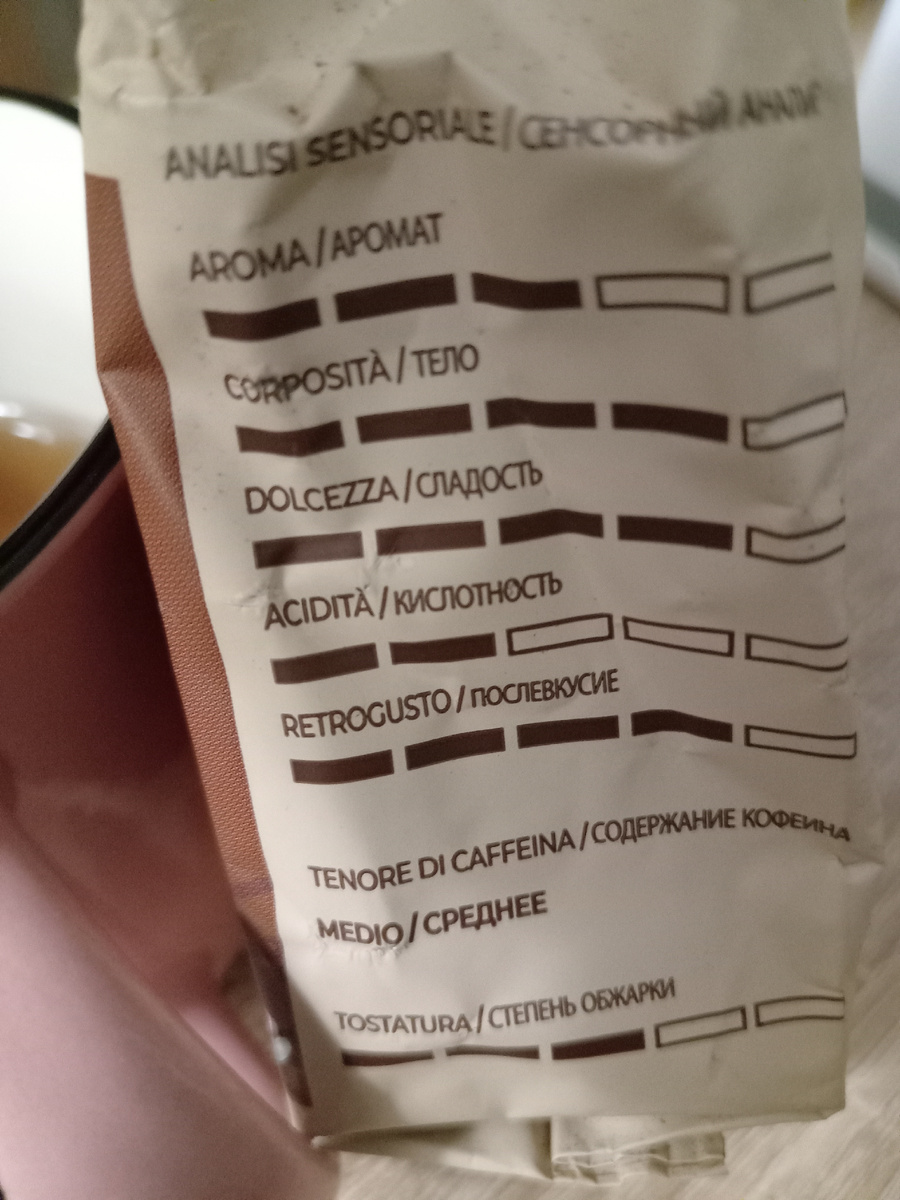 ANALISI SENSORIALE / СЕНСОРНЫЙ
AROMA / АРОМАТ
CORPOSITÀ / ТЕЛО
DOLCEZZA / СЛАДОСТЬ
ACIDITÀ / КИСЛОТНОСТЬ
RETROGUSTO / ПОСЛЕВКУСИЕ
TENORE DI CAFFEINA / СОДЕРЖАНИЕ КОФЕИНА
MEDIO / СРЕДНЕЕ
TOSTATURA / СТЕПЕНЬ ОБЖАРКИ